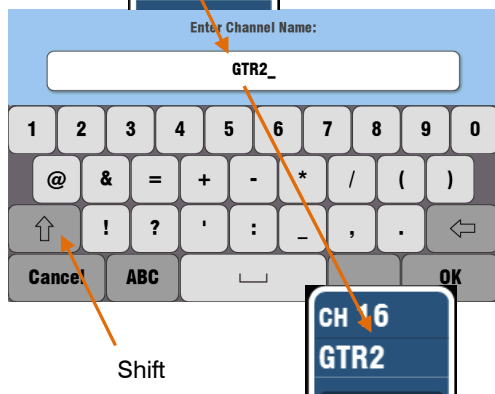 Enter Channel Name:
GTR2_
1 2 3 4 5 6 7 8 9 0
@ & = + - * / ( )
! ? ' : _ , .
Cancel ABC OK
CH 16
GTR2
Shift